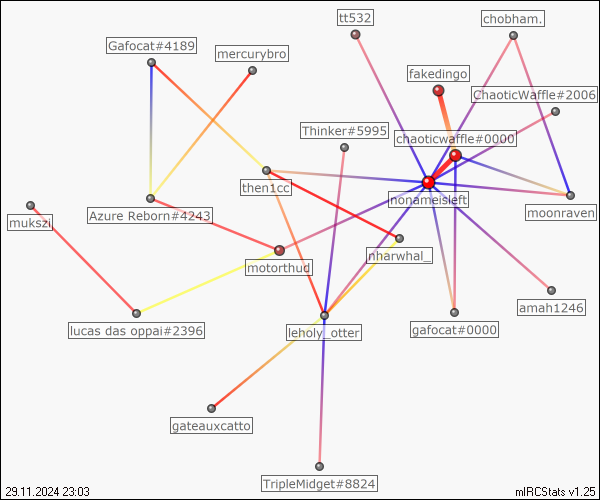 tt532
chobham.
Gafocat#4189
mercurybro
fakedingo
ChaoticWaffle#2006
Thinker#5995
chaoticwaffle#0000
then1cc
nonameisleft
mukszi
Azure Reborn#4243
moonraven
nharwhal_
motorthud
amah1246
lucas das oppai#2396
leholy_otter
gafocat#0000
gateauxcatto
TripleMidget#8824
29.11.2024 23:03
mIRCStats v1.25